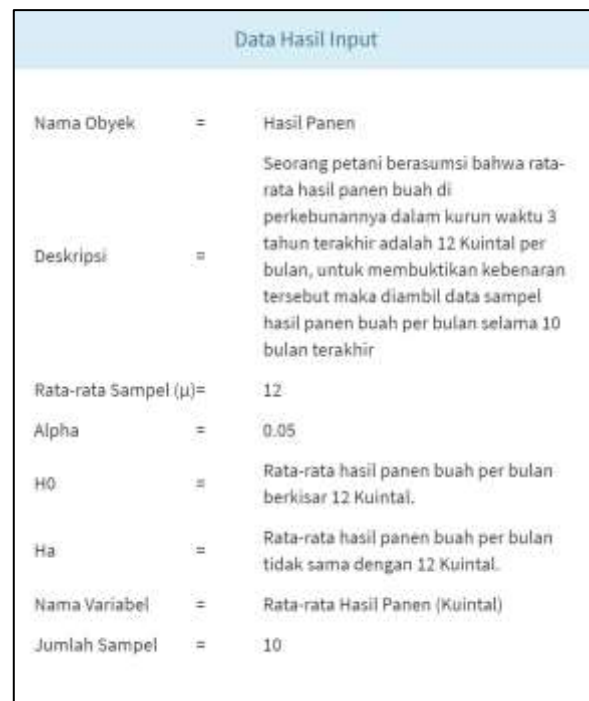 Data Hasil Input
Nama Obyek = Hasil Panen
Seorang petani berasumsi bahwa rata-
rata hasil panen buah di
perkebunannya dalam kurun waktu 3
tahun terakhir adalah 12 Kuintal per
Deskripsi = bulan, untuk membuktikan kebenaran
tersebut maka diambil data sampel
hasil panen buah per bulan selama 10
bulan terakhir
Rata-rata Sampel (μ)= 12
Alpha = 0.05
H0 = Rata-rata hasil panen buah per bulan
berkisar 12 Kuintal.
Ha = Rata-rata hasil panen buah per bulan
tidak sama dengan 12 Kuintal.
Nama Variabel = Rata-rata Hasil Panen (Kuintal)
Jumlah Sampel = 10